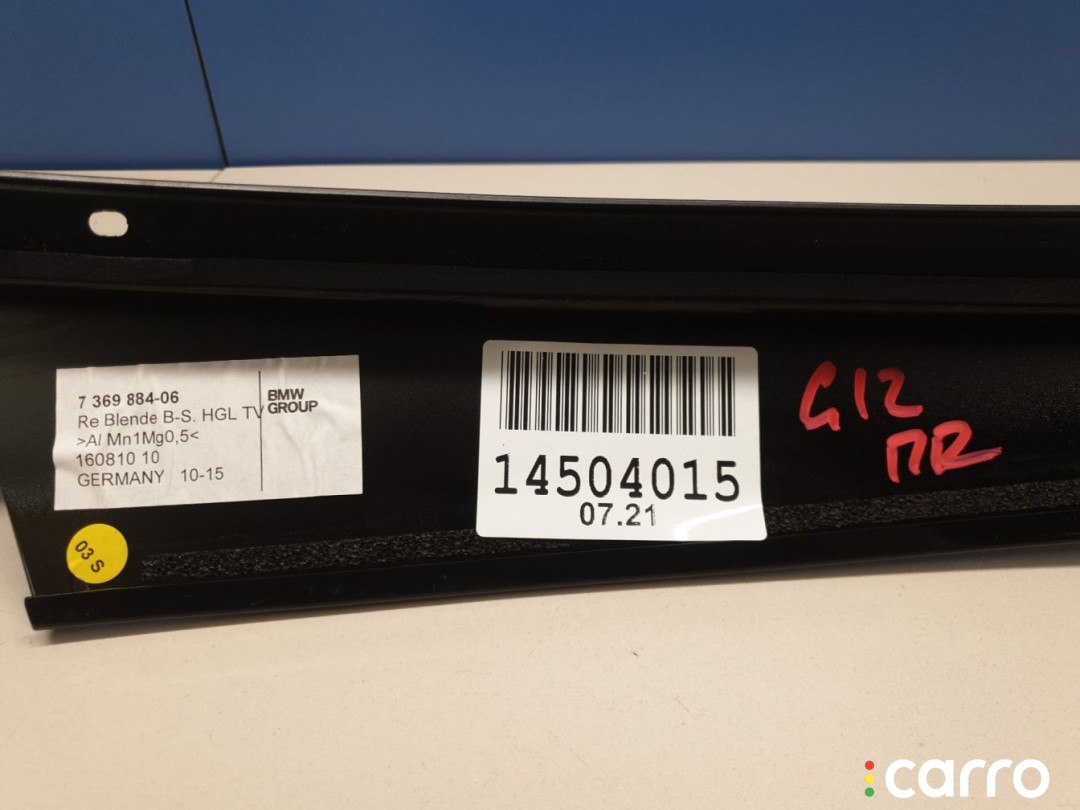 7 369 884-06
Re Blende B-S. HGL TV
>Al Mn1Mg0,5<
160810 10
GERMANY 10-15
BMW
GROUP
14504015
07.21
G12
ПR
03 S
carro